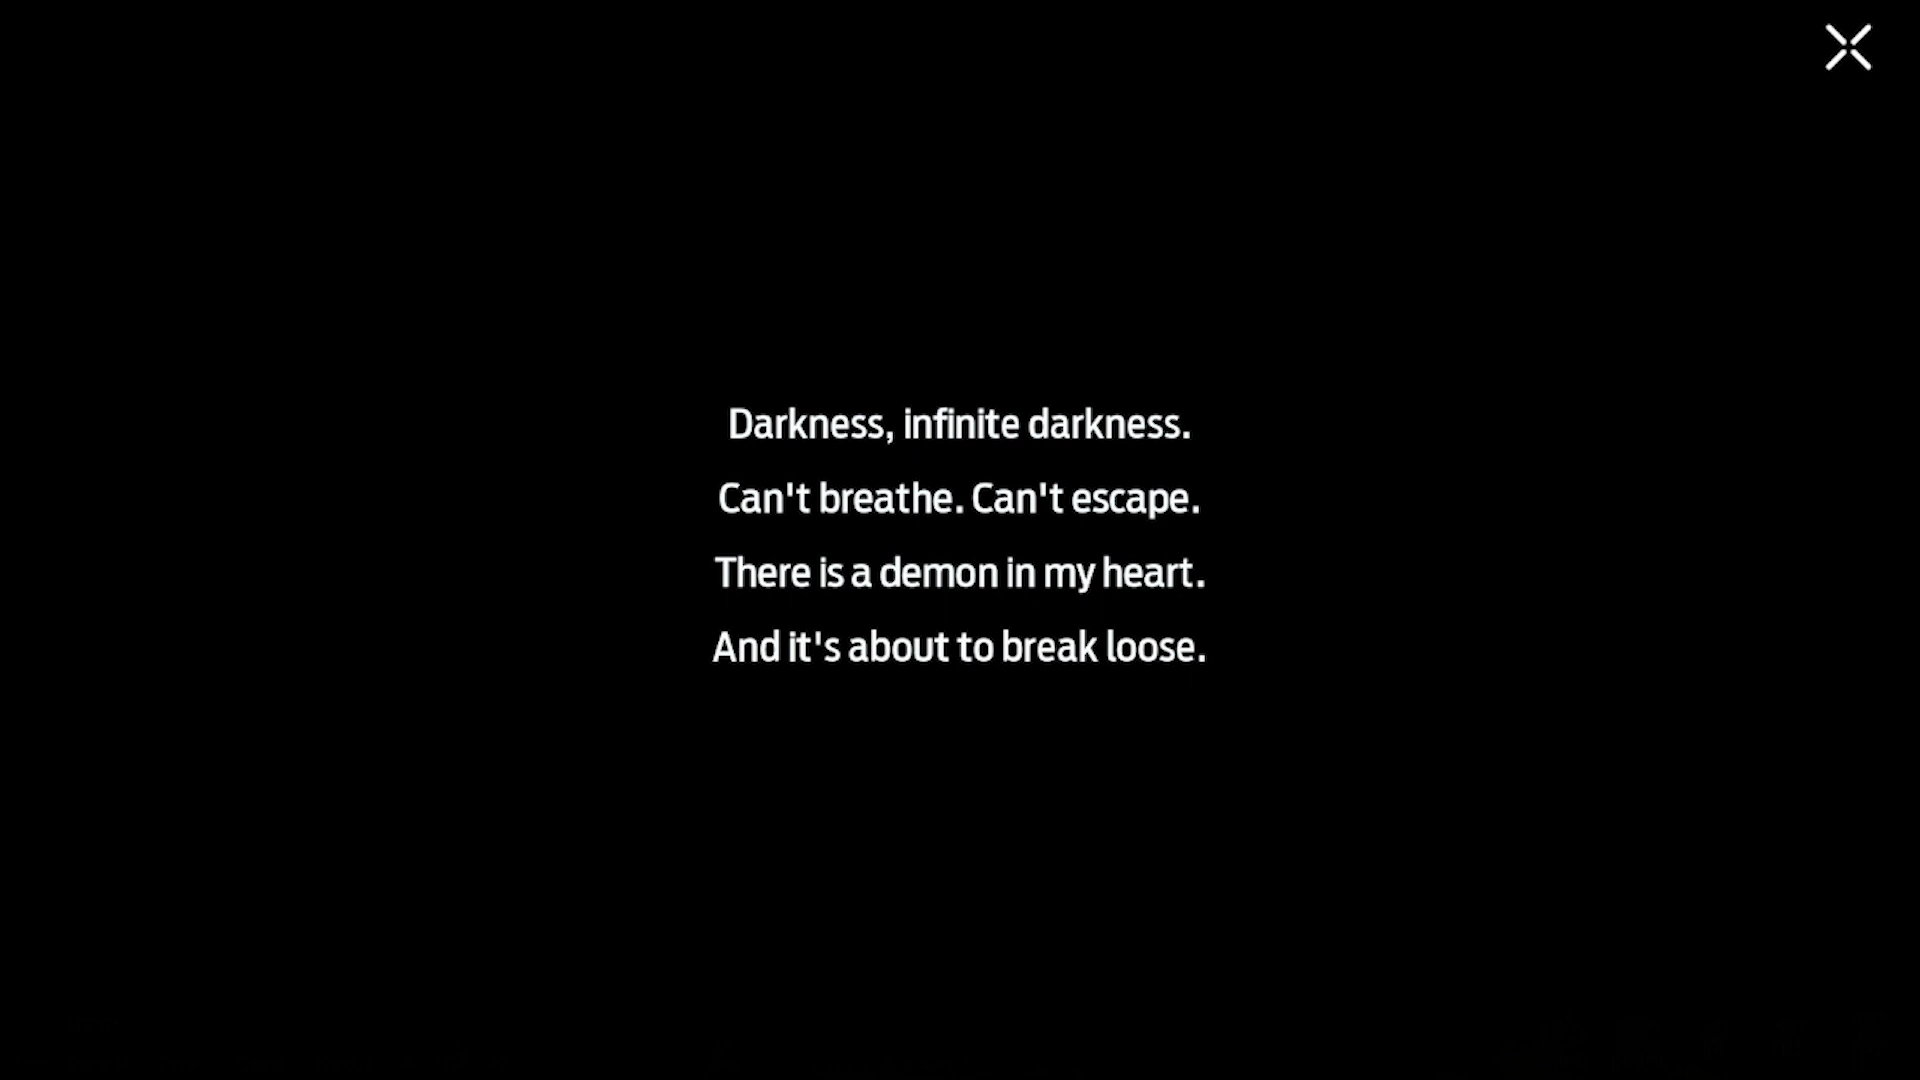 Darkness, infinite darkness.
Can't breathe. Can't escape.
There is a demon in my heart.
And it's about to break loose.